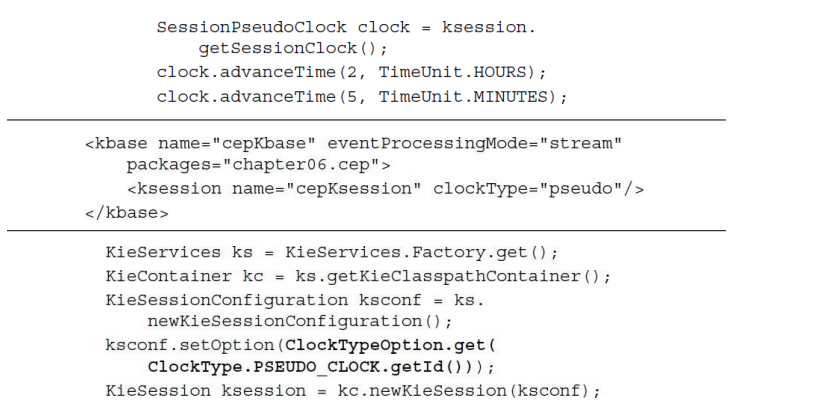 SessionPseudoClock clock = ksession.
getSessionClock();
clock.advanceTime(2, TimeUnit.HOURS);
clock.advanceTime(5, TimeUnit.MINUTES);
<kbase name="cepKbase" eventProcessingMode="stream"
packages="chapter06.cep">
<ksession name="cepKsession" clockType="pseudo"/>
</kbase>
KieServices ks = KieServices.Factory.get();
KieContainer kc = ks.getKieClasspathContainer();
KieSessionConfiguration ksconf = ks.
newKieSessionConfiguration();
ksconf.setOption(ClockTypeOption.get(
ClockType.PSEUDO_CLOCK.getId()));
KieSession ksession = kc.newKieSession(ksconf);